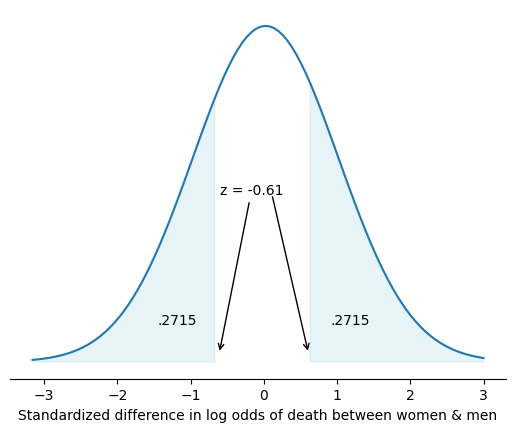 z = -0.61
.2715 .2715
−3 −2 −1 0 1 2 3
Standardized difference in log odds of death between women & men